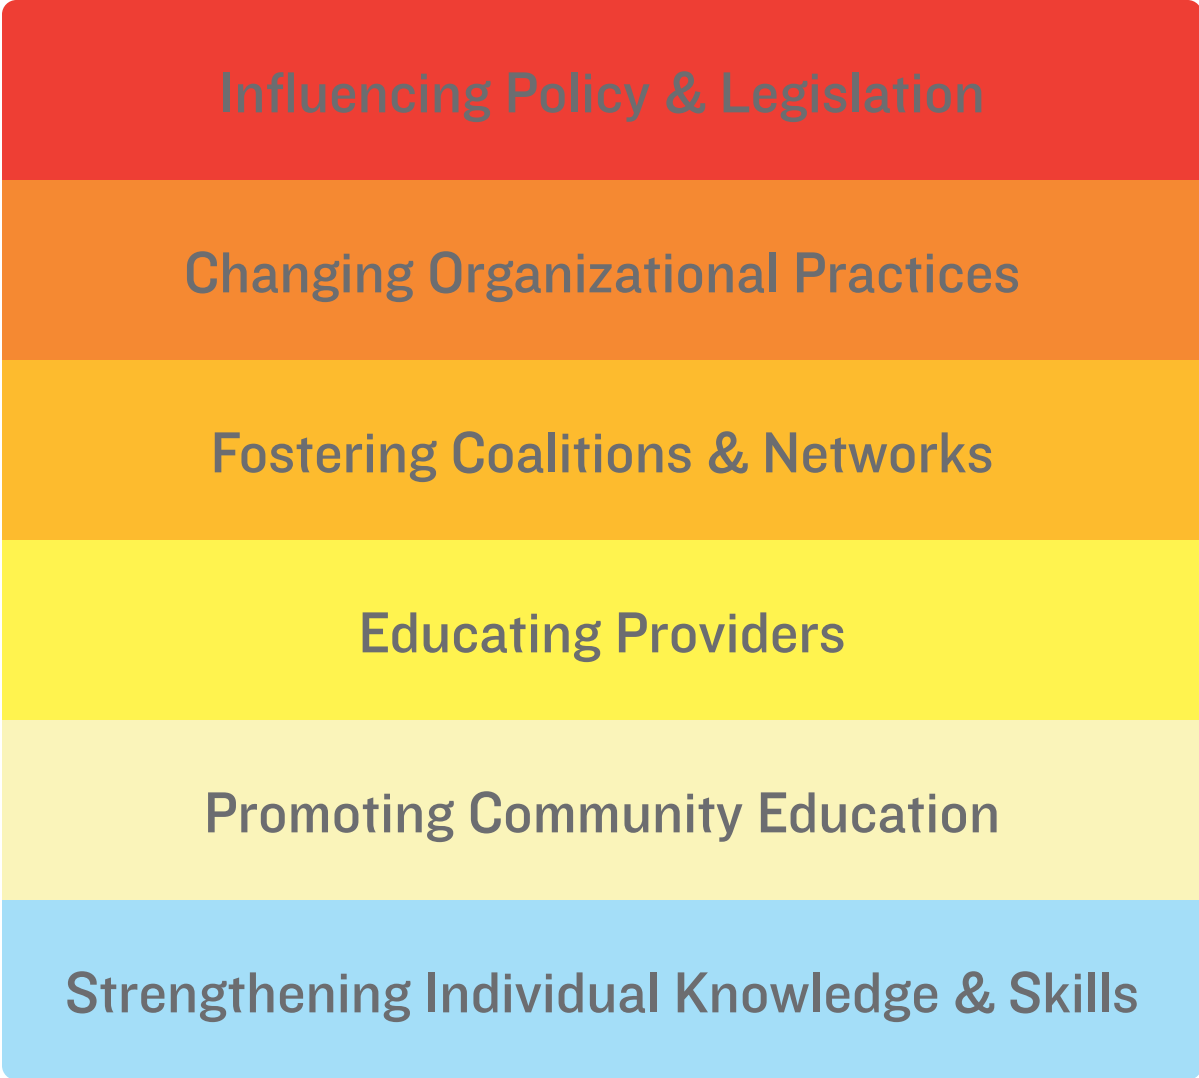 Influencing Policy & Legislation
Changing Organizational Practices
Fostering Coalitions & Networks
Educating Providers
Promoting Community Education
Strengthening Individual Knowledge & Skills